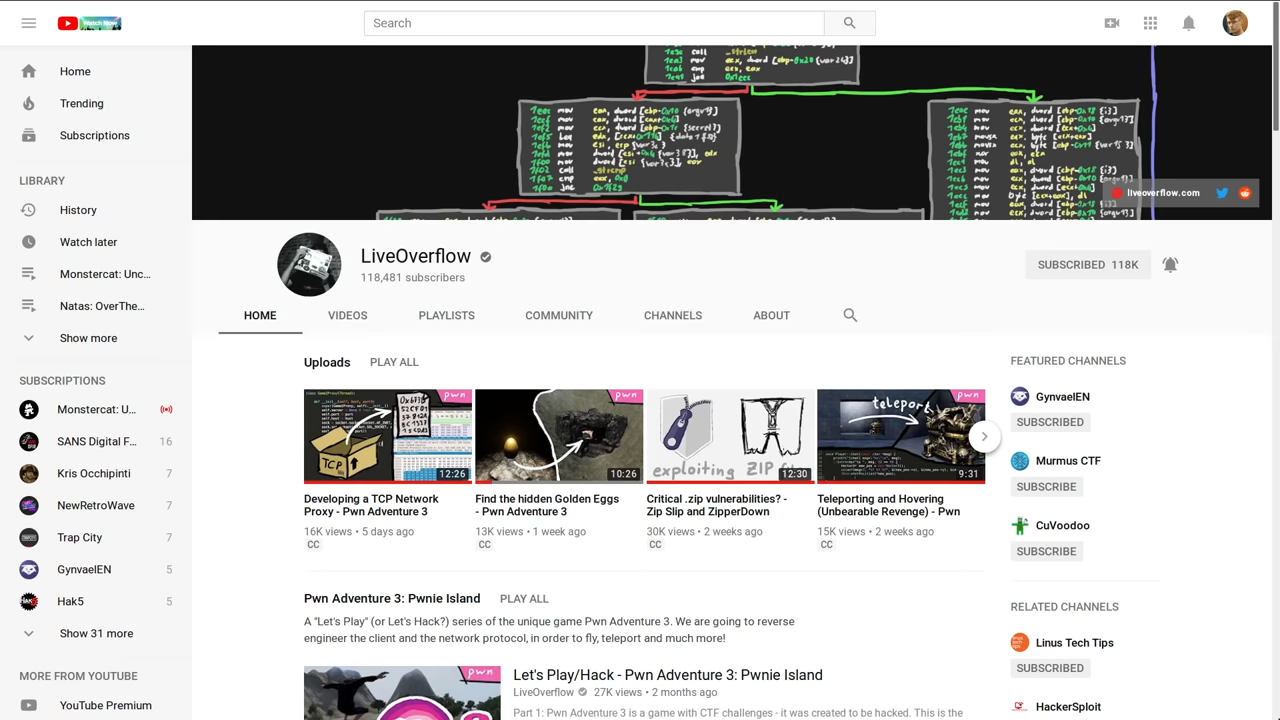 Watch Now
Search
Home
Trending
Subscriptions
LIBRARY
History
Watch later
Monstercat: Unc...
Natas: OverThe...
Show more
SUBSCRIPTIONS
Monstercat: U...
SANS Digital F... 16
Kris Occhipinti 7
NewRetroWave 7
Trap City 7
GynvaelEN 5
Hak5 5
Show 31 more
MORE FROM YOUTUBE
YouTube Premium
liveoverflow.com
LiveOverflow
118,481 subscribers
SUBSCRIBED 118K
HOME VIDEOS PLAYLISTS COMMUNITY CHANNELS ABOUT
Uploads PLAY ALL
pwn
TCP
12:26
Developing a TCP Network
Proxy - Pwn Adventure 3
16K views • 5 days ago
CC
pwn
10:26
Find the hidden Golden Eggs
- Pwn Adventure 3
13K views • 1 week ago
CC
exploiting ZIP
12:30
Critical .zip vulnerabilities? -
Zip Slip and ZipperDown
30K views • 2 weeks ago
CC
pwn
teleport
9:31
Teleporting and Hovering
(Unbearable Revenge) - Pwn
15K views • 2 weeks ago
CC
Pwn Adventure 3: Pwnie Island PLAY ALL
A "Let's Play" (or Let's Hack?) series of the unique game Pwn Adventure 3. We are going to reverse
engineer the client and the network protocol, in order to fly, teleport and much more!
pwn
Let's Play/Hack - Pwn Adventure 3: Pwnie Island
LiveOverflow 27K views • 2 months ago
Part 1: Pwn Adventure 3 is a game with CTF challenges - it was created to be hacked. This is the
FEATURED CHANNELS
GynvaelEN
SUBSCRIBED
Murmus CTF
SUBSCRIBE
CuVoodoo
SUBSCRIBE
RELATED CHANNELS
Linus Tech Tips
SUBSCRIBED
HackerSploit